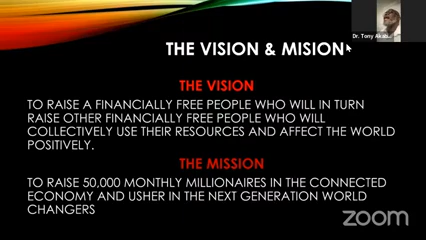 THE VISION & MISION
Dr. Tony
THE VISION
TO RAISE A FINANCIALLY FREE PEOPLE WHO WILL IN TURN
RAISE OTHER FINANCIALLY FREE PEOPLE WHO WILL
COLLECTIVELY USE THEIR RESOURCES AND AFFECT THE WORLD
POSITIVELY.
THE MISSION
TO RAISE 50,000 MONTHLY MILLIONAIRES IN THE CONNECTED
ECONOMY AND USHER IN THE NEXT GENERATION WORLD
CHANGERS
zoom